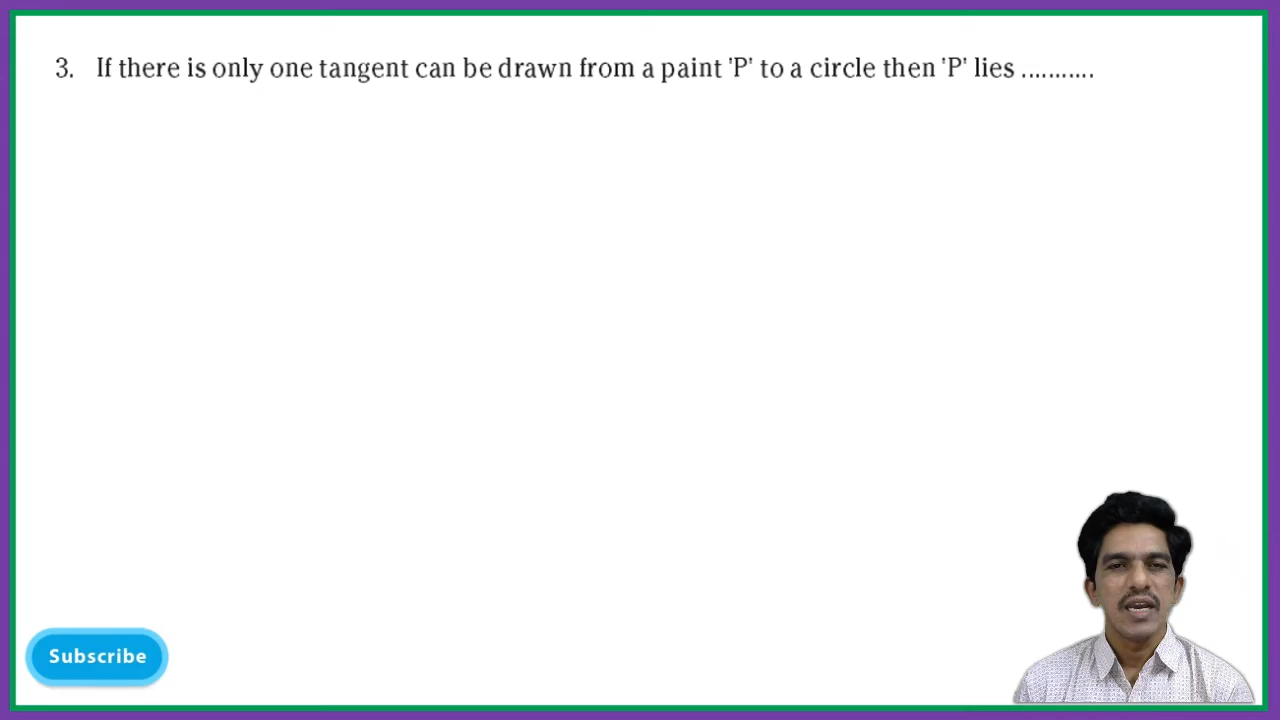 3. If there is only one tangent can be drawn from a paint 'P' to a circle then 'P' lies ...........
Subscribe